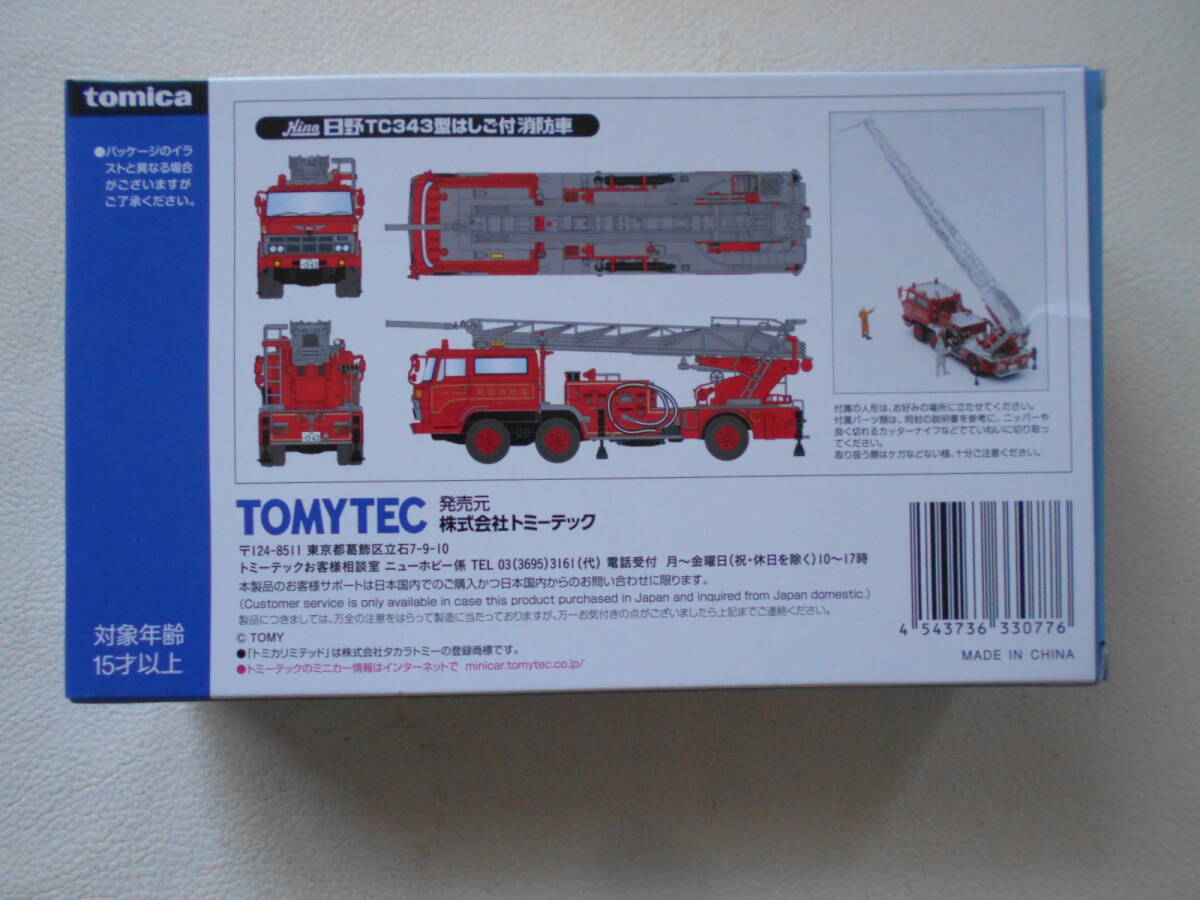 tomica
●パッケージのイラ
ストと異なる場合
がございますが
ご了承ください。
対象年齢
15才以上
Hino 日野TC343型はしご付消防車
付属の人形は、お好みの場所に立たせてください。
付属パーツ類は、同封の説明書を参考に、ニッパーや
良く切れるカッターナイフなどでていねいに切り取っ
てください。
取り扱う際はケガなどない様、十分ご注意ください。
TOMYTEC 発売元
株式会社トミーテック
〒124-8511 東京都葛飾区立石7-9-10
トミーテックお客様相談室 ニューホビー係 TEL 03(3695)3161(代) 電話受付 月〜金曜日(祝・休日を除く)10〜17時
本製品のお客様サポートは日本国内でのご購入かつ日本国内からのお問い合わせに限ります。
(Customer service is only available in case this product purchased in Japan and inquired from Japan domestic.)
製品につきましては、万全の注意をはらって製造に当たっておりますが、万一お気付きの点がございましたら上記までご連絡ください。
© TOMY
●「トミカリミテッド」は株式会社タカラトミーの登録商標です。
●トミーテックのミニカー情報はインターネットで minicar.tomytec.co.jp/
4 543736 330776
MADE IN CHINA